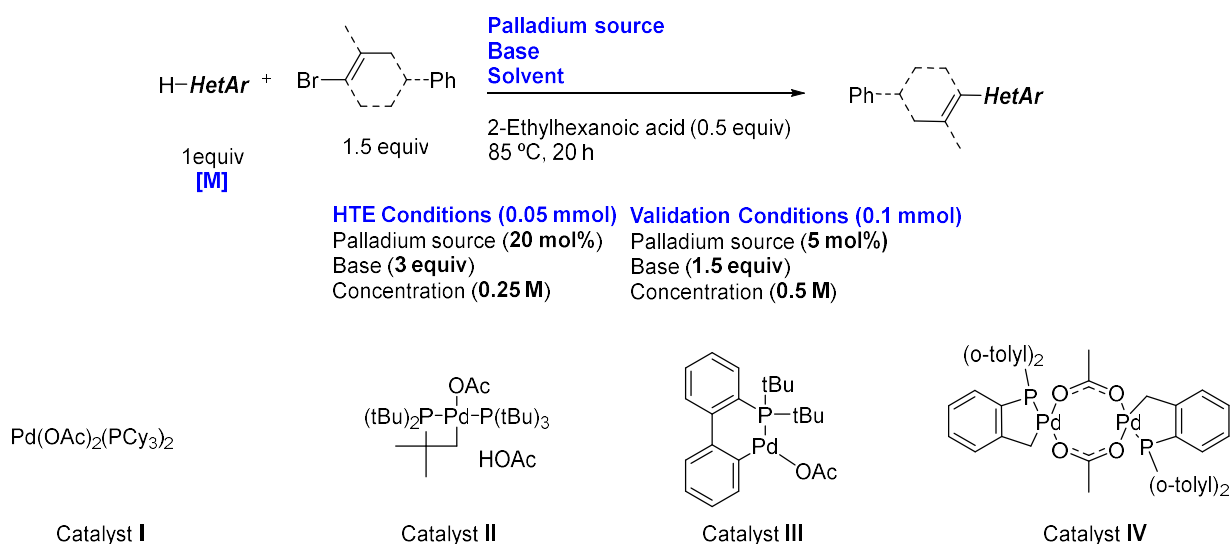 Palladium source
Base
Solvent
H–HetAr + Br Ph
Ph HetAr
2-Ethylhexanoic acid (0.5 equiv)
85 ºC, 20 h
1equiv
[M]
1.5 equiv
HTE Conditions (0.05 mmol)
Palladium source (20 mol%)
Base (3 equiv)
Concentration (0.25 M)
Validation Conditions (0.1 mmol)
Palladium source (5 mol%)
Base (1.5 equiv)
Concentration (0.5 M)
Pd(OAc)2(PCy3)2
Catalyst I
OAc
(tBu)2P–Pd–P(tBu)3
HOAc
Catalyst II
tBu
P tBu
Pd
OAc
Catalyst III
(o-tolyl)2
P O O
Pd Pd
O O P
(o-tolyl)2
Catalyst IV